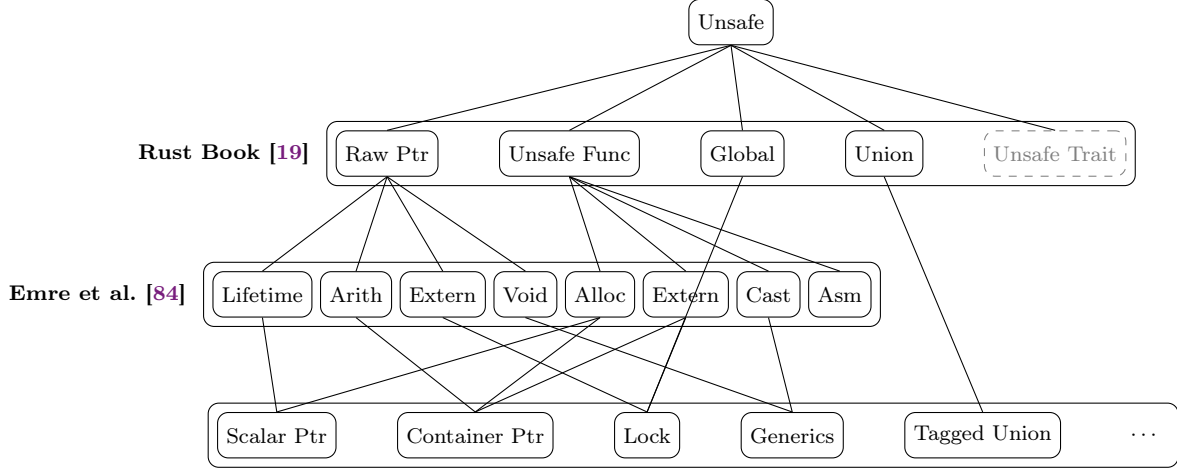 Unsafe
Rust Book [19] Raw Ptr Unsafe Func Global Union Unsafe Trait
Emre et al. [84] Lifetime Arith Extern Void Alloc Extern Cast Asm
Scalar Ptr Container Ptr Lock Generics Tagged Union ...